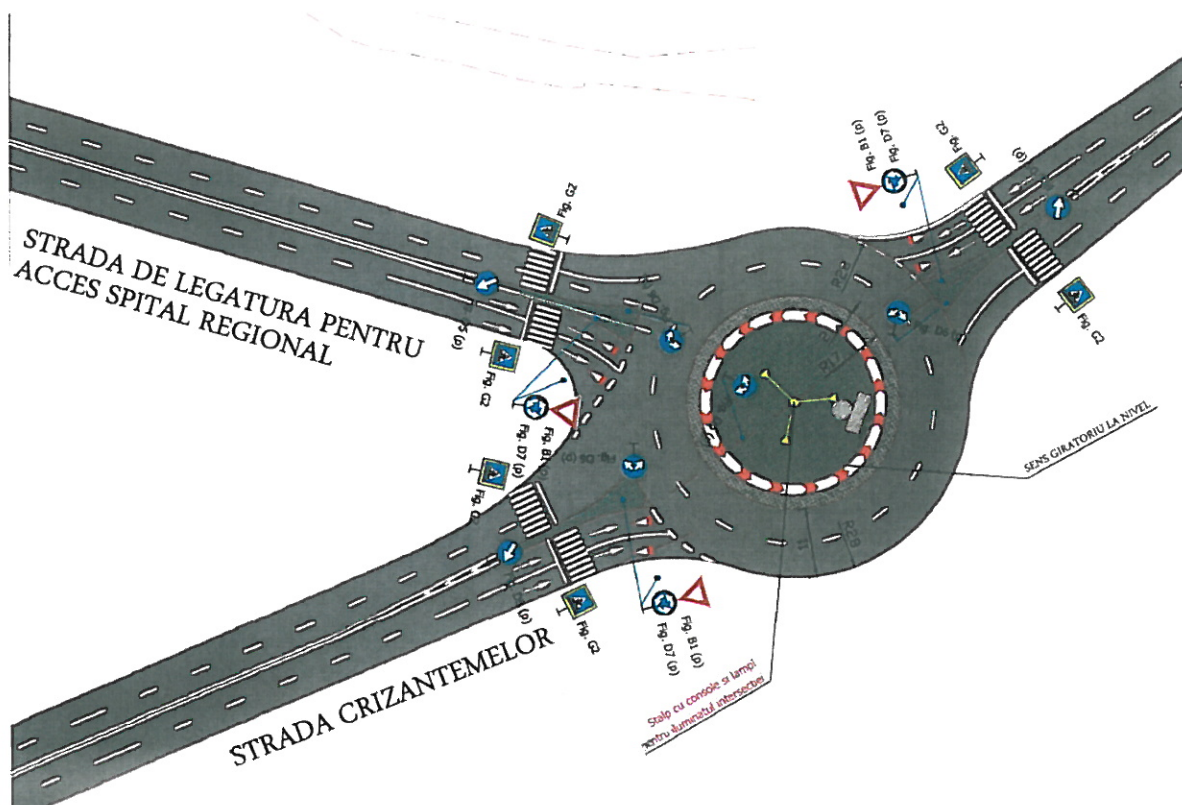 STRADA DE LEGATURA PENTRU
ACCES SPITAL REGIONAL
STRADA CRIZANTEMELOR
SENS GIRATORIU LA NIVEL
Stalp cu console si lampi
pentru iluminatul intersectiei
Fig. G2
Fig. G2
Fig. B1 (p)
Fig. D7 (p)
Fig. G2
Fig. G2
Fig. B1 (p)
Fig. D7 (p)
Fig. D6 (p)
Fig. D6
Fig. G2
Fig. B1 (p)
Fig. D7 (p)
R28
R17
R28
11